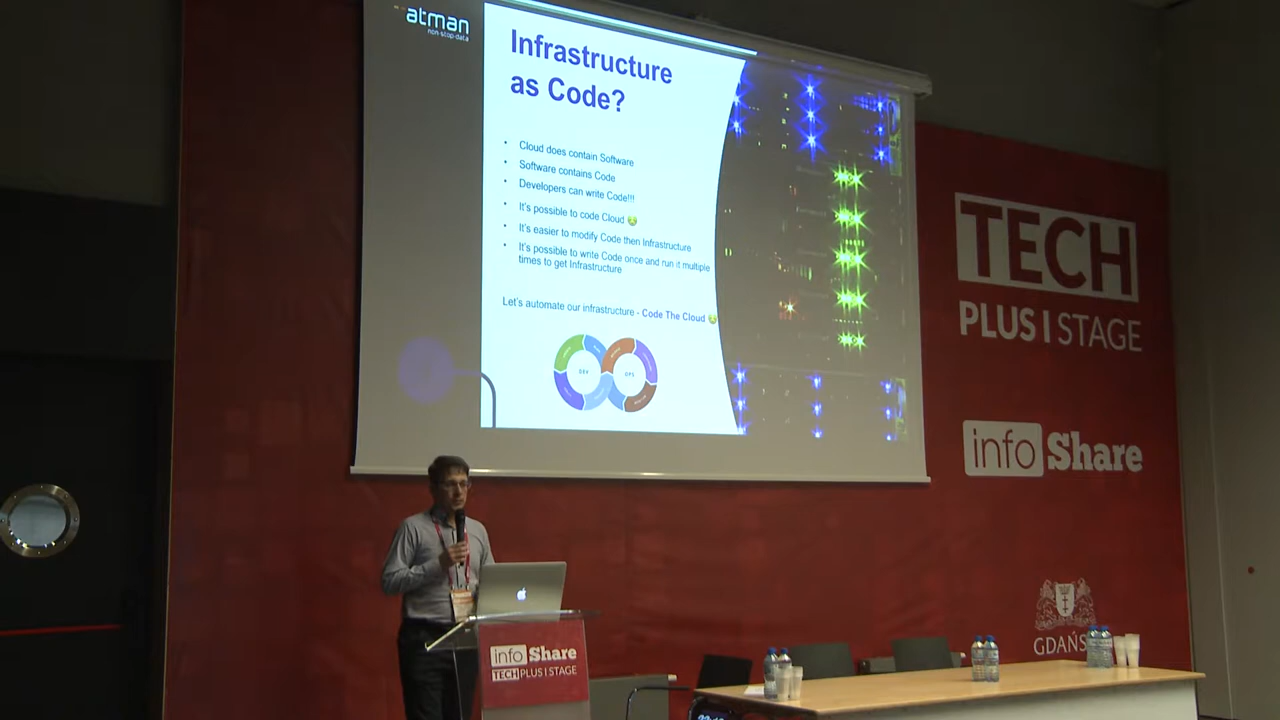 atman
non-stop data
Infrastructure
as Code?
• Cloud does contain Software
• Software contains Code
• Developers can write Code!!!
• It's possible to code Cloud
• It's easier to modify Code then Infrastructure
• It's possible to write Code once and run it multiple
times to get Infrastructure
Let's automate our infrastructure - Code The Cloud
DEV
OPS
TECH
PLUS I STAGE
info Share
GDAŃS
info Share
TECH PLUS I STAGE